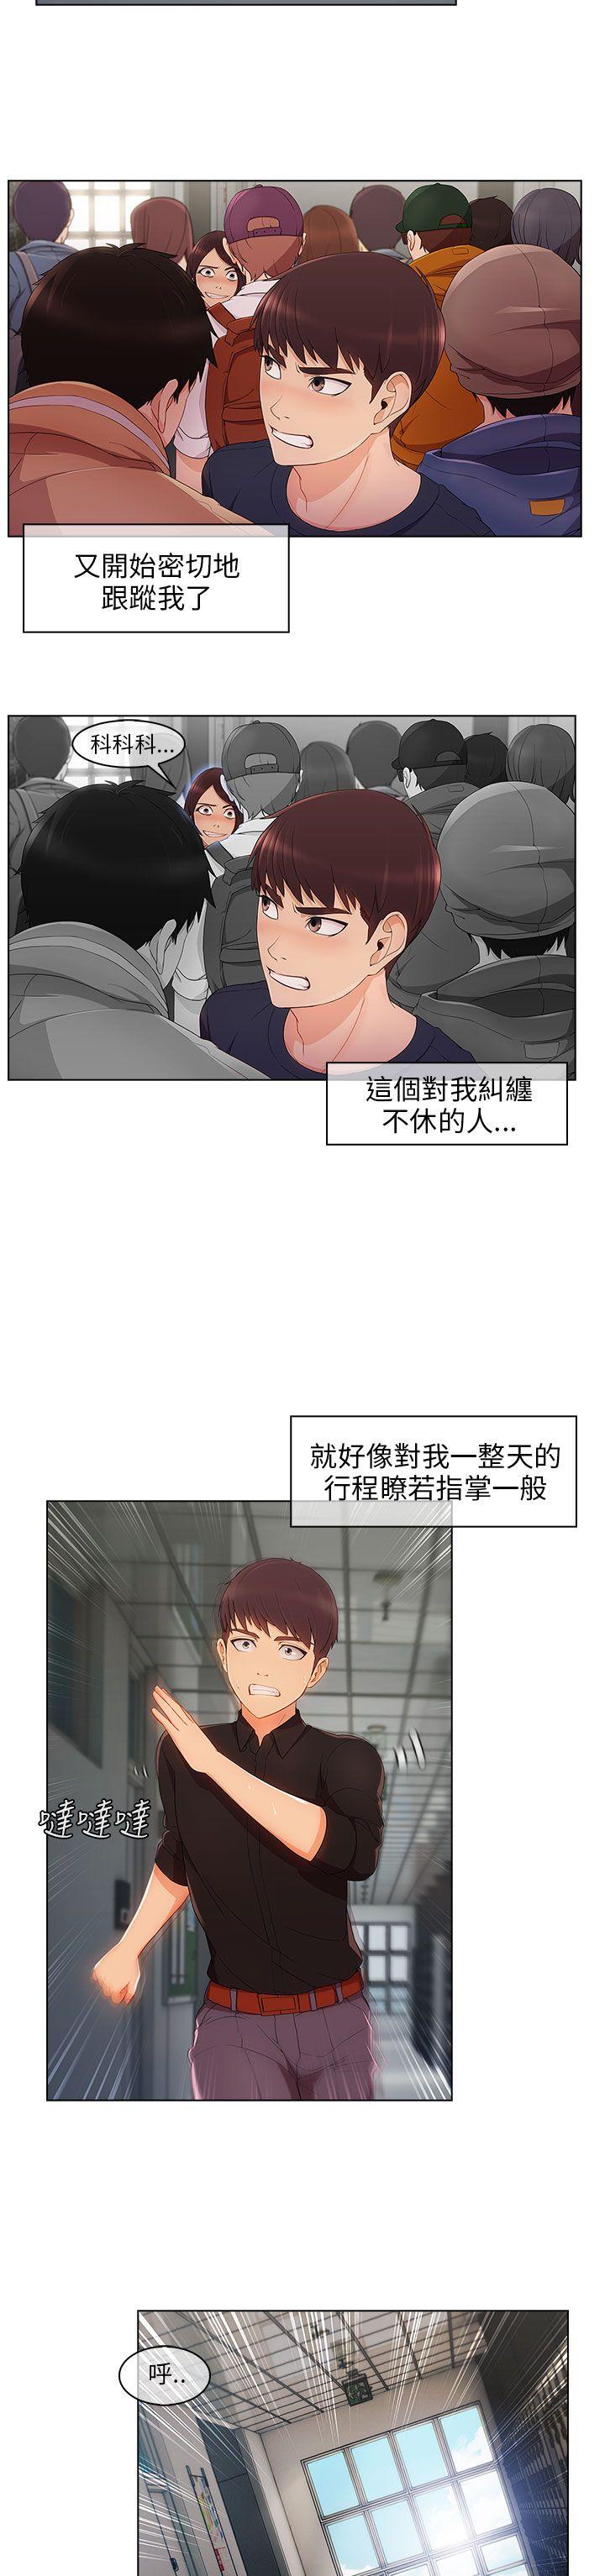 又開始密切地
跟蹤我了
科科科...
這個對我糾纏
不休的人...
就好像對我一整天的
行程瞭若指掌一般
噠噠噠
呼..